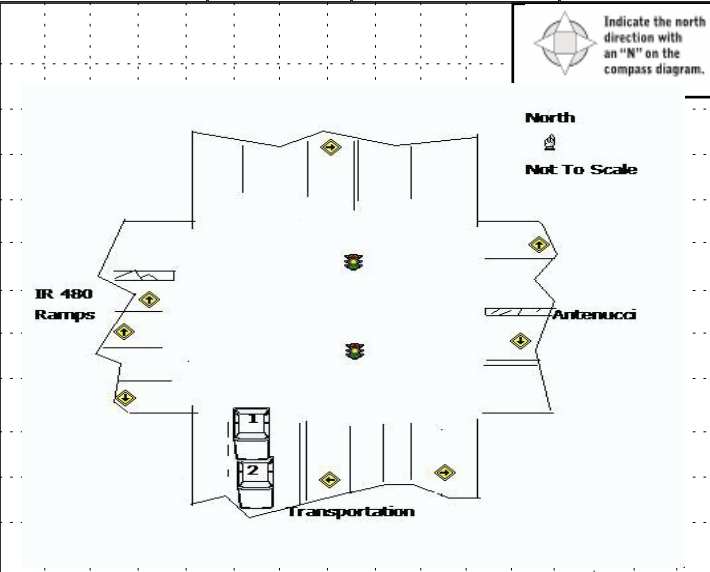 Indicate the north
direction with
an “N” on the
compass diagram.
North
Not To Scale
IR 480
Ramps
Antenucci
1
2
Transportation